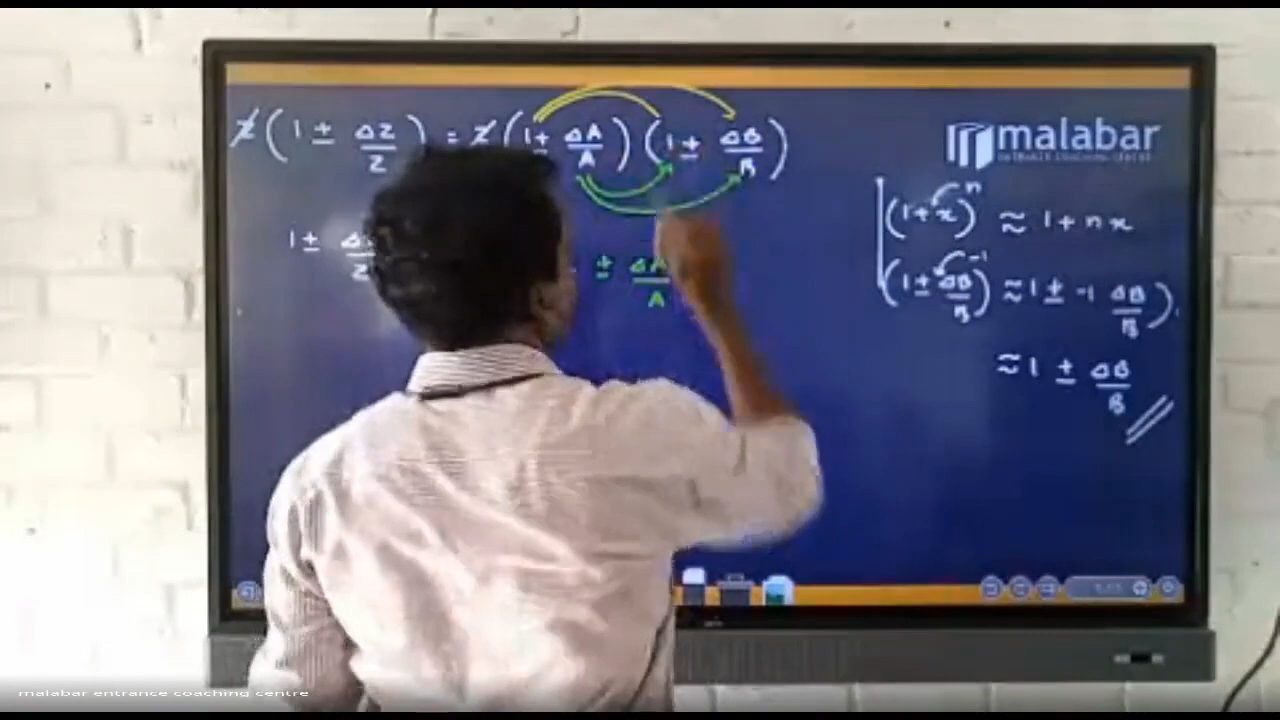 Z(1 ± ΔZ/Z) = Z(1± ΔA/A)(1± ΔB/B)
malabar
(1+x)^n ≈ 1+nx
1± Δ
± ΔA/A
(1± ΔB/B)^-1 ≈ 1 ± -1 ΔB/B).
≈ 1 ± ΔB/B
malabar entrance coaching centre